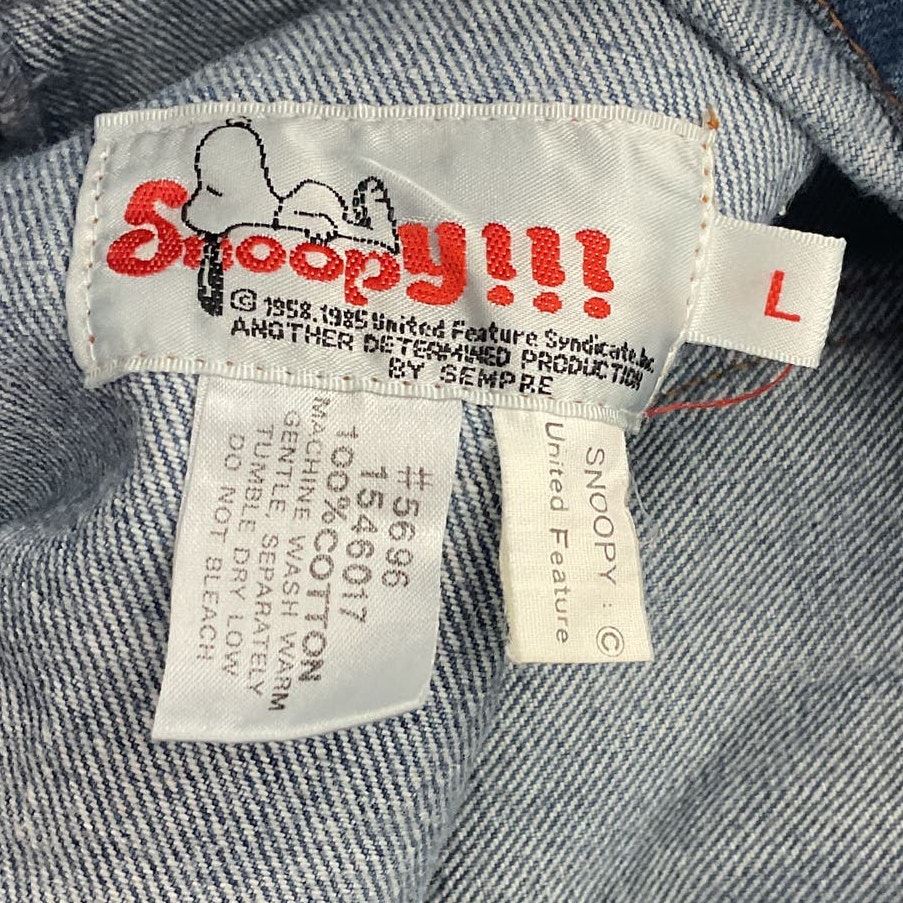 Snoopy!!!
© 1958.1985 United Feature Syndicate.Inc.
ANOTHER DETERMINED PRODUCTION
BY SEMPRE
L
#5696
1546017
100%COTTON
MACHINE WASH WARM
GENTLE, SEPARATELY
TUMBLE DRY LOW
DO NOT BLEACH
SNOOPY : ©
United Feature